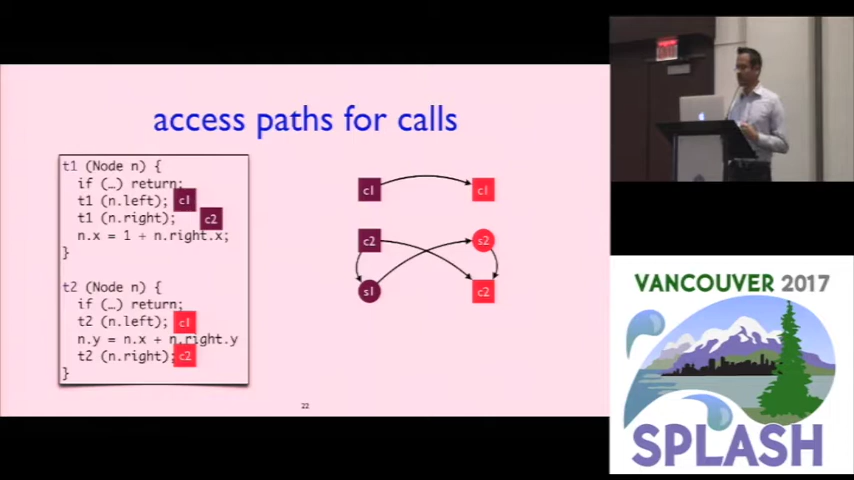 access paths for calls
t1 (Node n) {
if (…) return;
t1 (n.left); c1
t1 (n.right); c2
n.x = 1 + n.right.x;
}
t2 (Node n) {
if (…) return;
t2 (n.left); c1
n.y = n.x + n.right.y
t2 (n.right); c2
}
c1 c1
c2 s2
s1 c2
22
VANCOUVER 2017
SPLASH